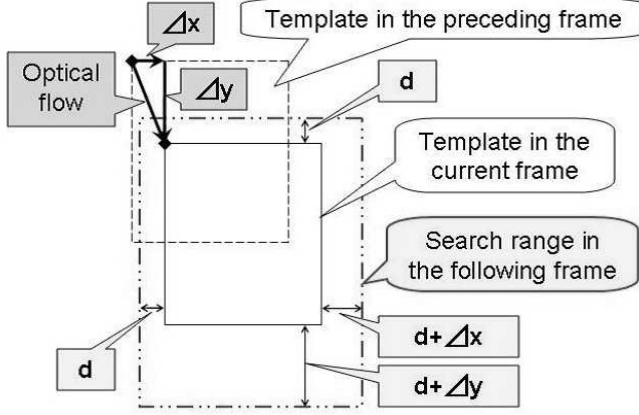 ⊿x
Template in the preceding frame
Optical
flow
⊿y
d
Template in the
current frame
Search range in
the following frame
d
d+⊿x
d+⊿y